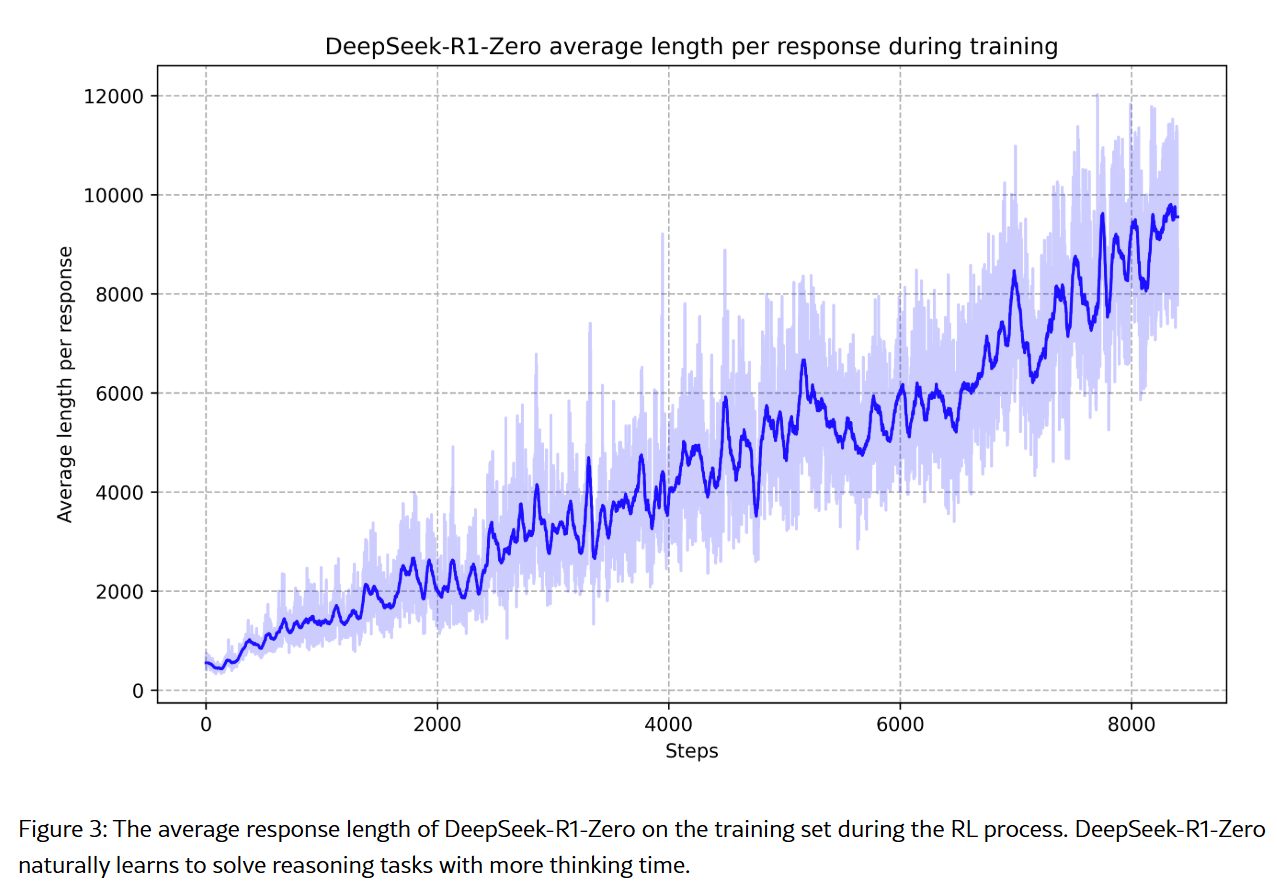 DeepSeek-R1-Zero average length per response during training
12000
10000
8000
6000
4000
2000
0
Average length per response
0 2000 4000 6000 8000
Steps
Figure 3: The average response length of DeepSeek-R1-Zero on the training set during the RL process. DeepSeek-R1-Zero
naturally learns to solve reasoning tasks with more thinking time.